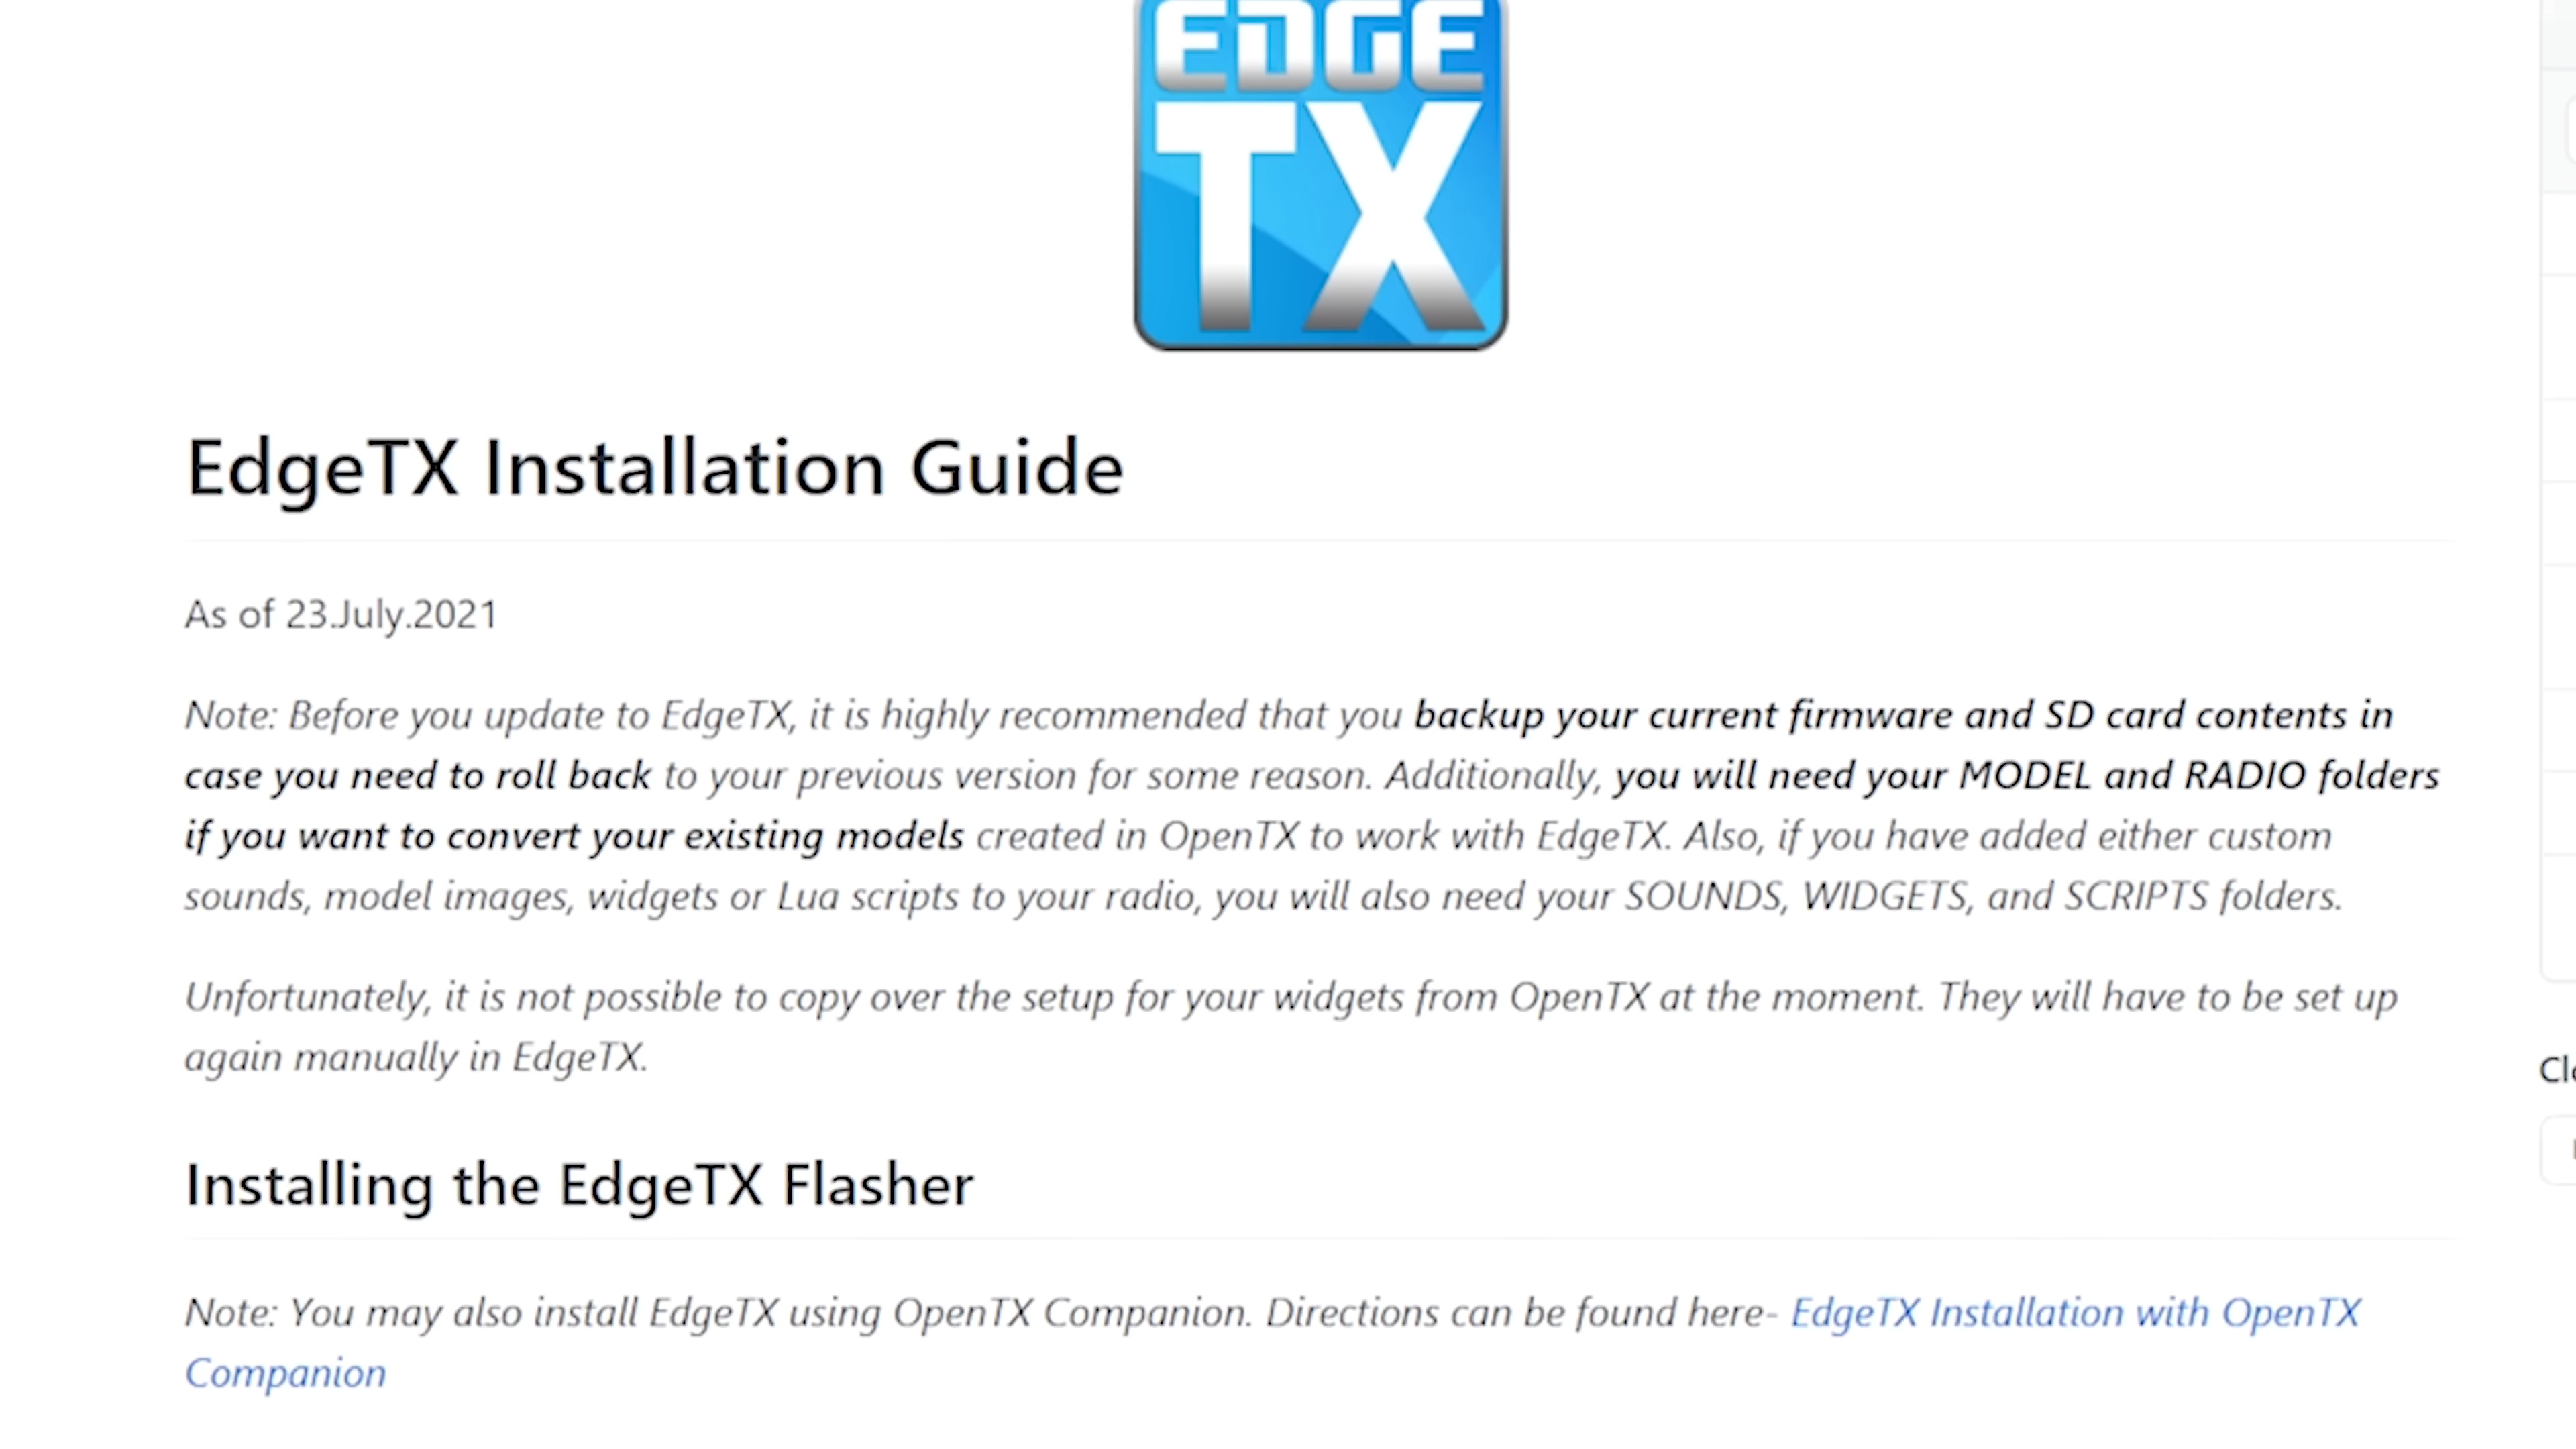 EDGE
TX
EdgeTX Installation Guide
As of 23.July.2021
Note: Before you update to EdgeTX, it is highly recommended that you backup your current firmware and SD card contents in
case you need to roll back to your previous version for some reason. Additionally, you will need your MODEL and RADIO folders
if you want to convert your existing models created in OpenTX to work with EdgeTX. Also, if you have added either custom
sounds, model images, widgets or Lua scripts to your radio, you will also need your SOUNDS, WIDGETS, and SCRIPTS folders.
Unfortunately, it is not possible to copy over the setup for your widgets from OpenTX at the moment. They will have to be set up
again manually in EdgeTX.
Installing the EdgeTX Flasher
Note: You may also install EdgeTX using OpenTX Companion. Directions can be found here- EdgeTX Installation with OpenTX
Companion